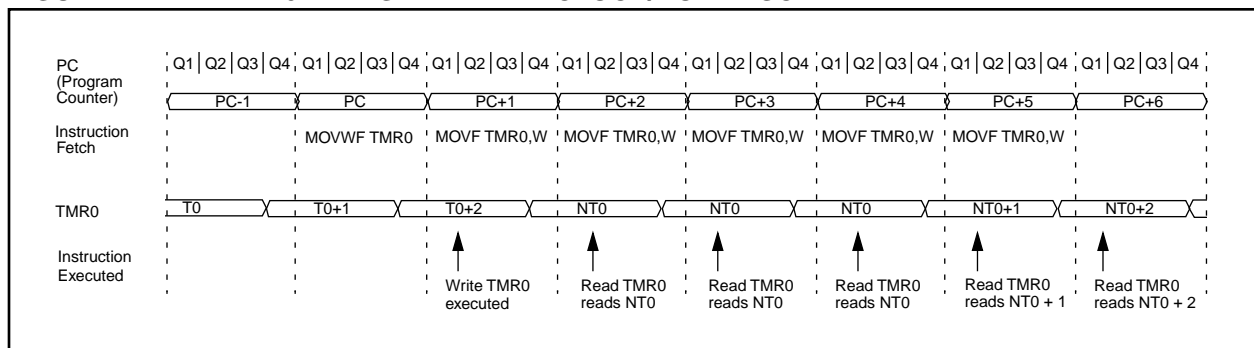 PC
(Program
Counter)
Q1 Q2 Q3 Q4 Q1 Q2 Q3 Q4 Q1 Q2 Q3 Q4 Q1 Q2 Q3 Q4 Q1 Q2 Q3 Q4 Q1 Q2 Q3 Q4 Q1 Q2 Q3 Q4 Q1 Q2 Q3 Q4
PC-1 PC PC+1 PC+2 PC+3 PC+4 PC+5 PC+6
Instruction
Fetch
MOVWF TMR0 MOVF TMR0,W MOVF TMR0,W MOVF TMR0,W MOVF TMR0,W MOVF TMR0,W
TMR0
T0 T0+1 T0+2 NT0 NT0 NT0 NT0+1 NT0+2
Instruction
Executed
Write TMR0
executed
Read TMR0
reads NT0
Read TMR0
reads NT0
Read TMR0
reads NT0
Read TMR0
reads NT0 + 1
Read TMR0
reads NT0 + 2